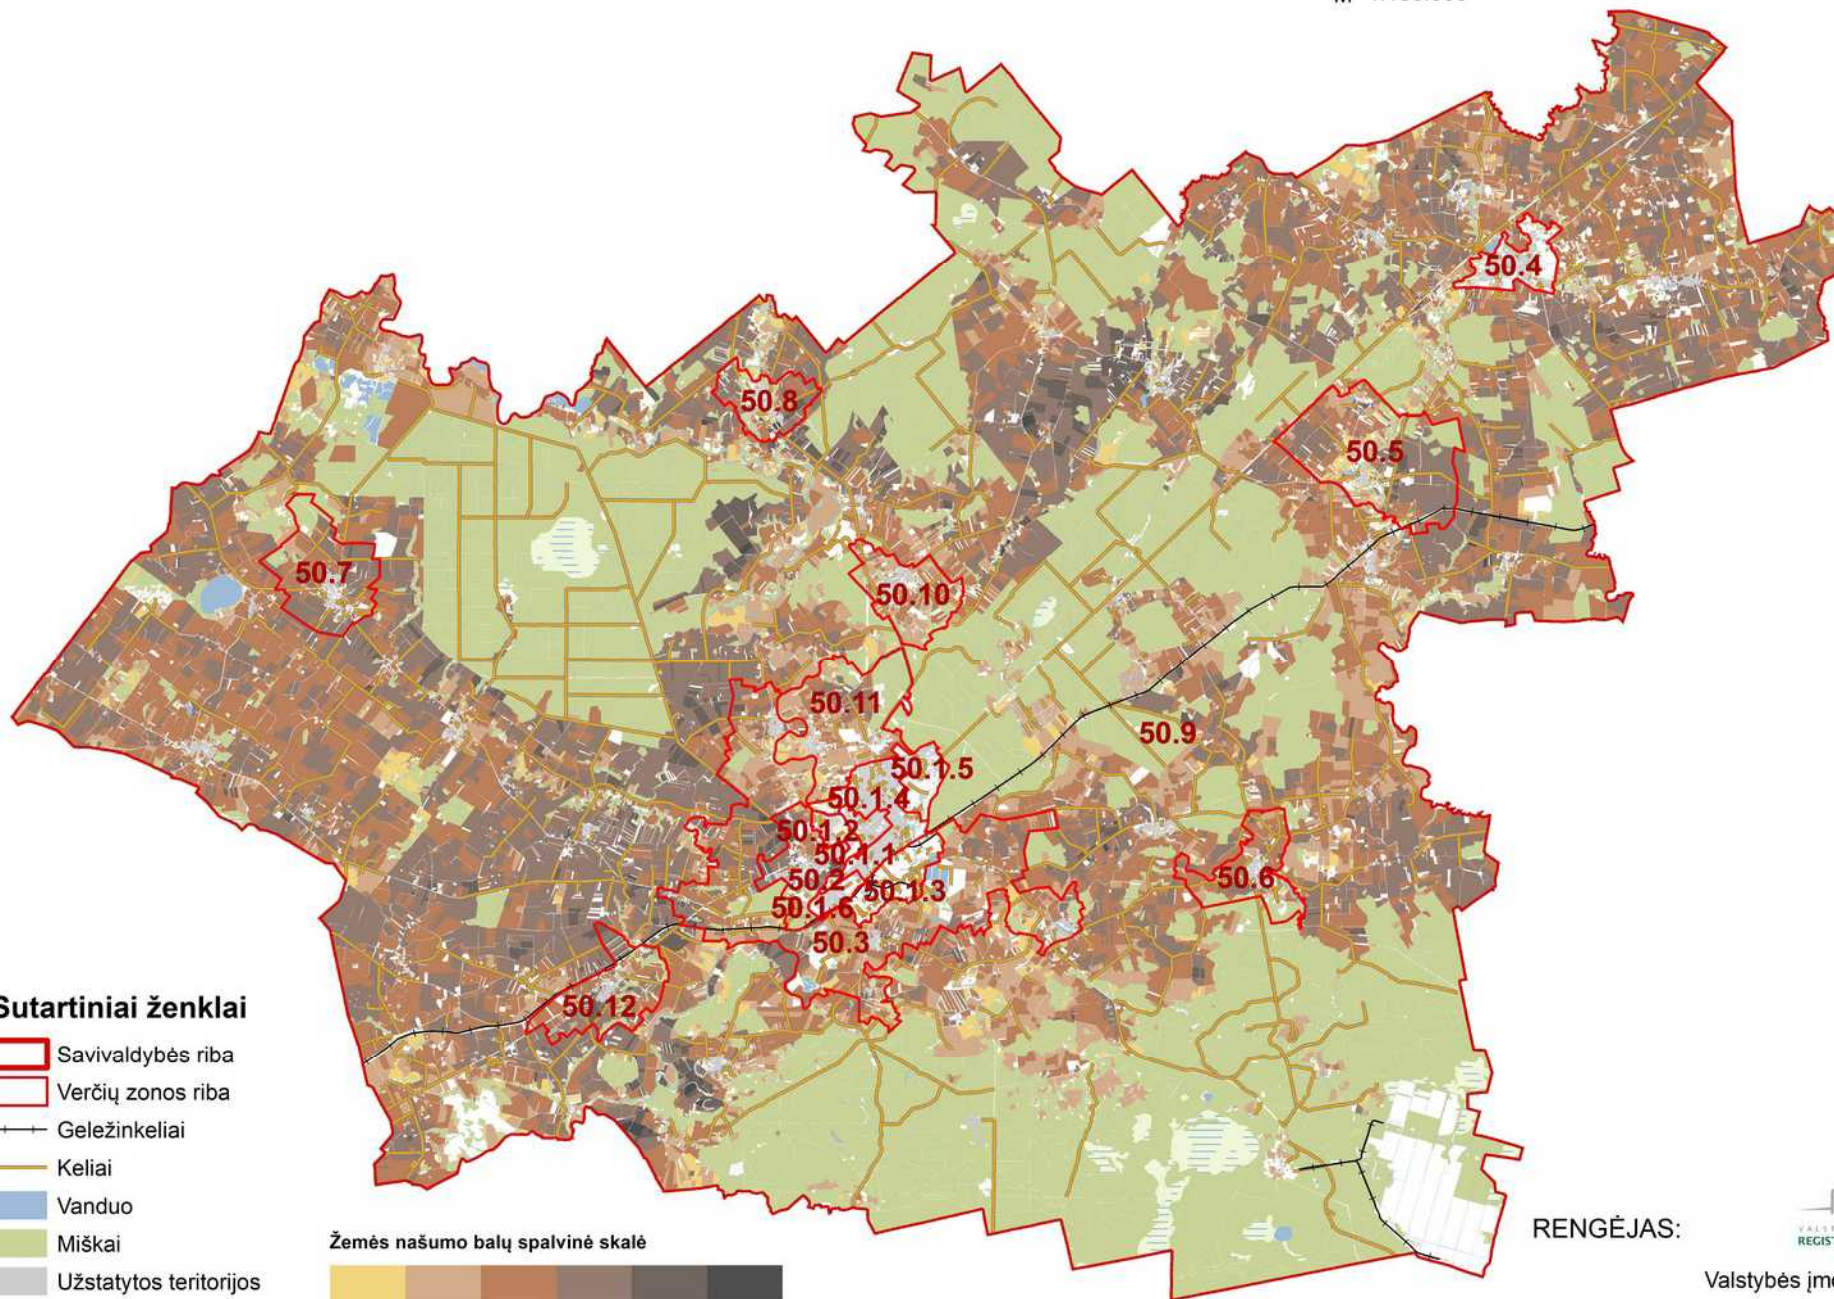 50.4
50.8
50.5
50.7
50.10
50.11
50.9
50.1.5
50.1.4
50.1.2
50.1.1
50.2
50.1.3
50.6
50.1.6
50.3
50.12
Sutartiniai ženklai
Savivaldybės riba
Verčių zonos riba
Geležinkeliai
Keliai
Vanduo
Miškai
Užstatytos teritorijos
Žemės našumo balų spalvinė skalė
RENGĖJAS: